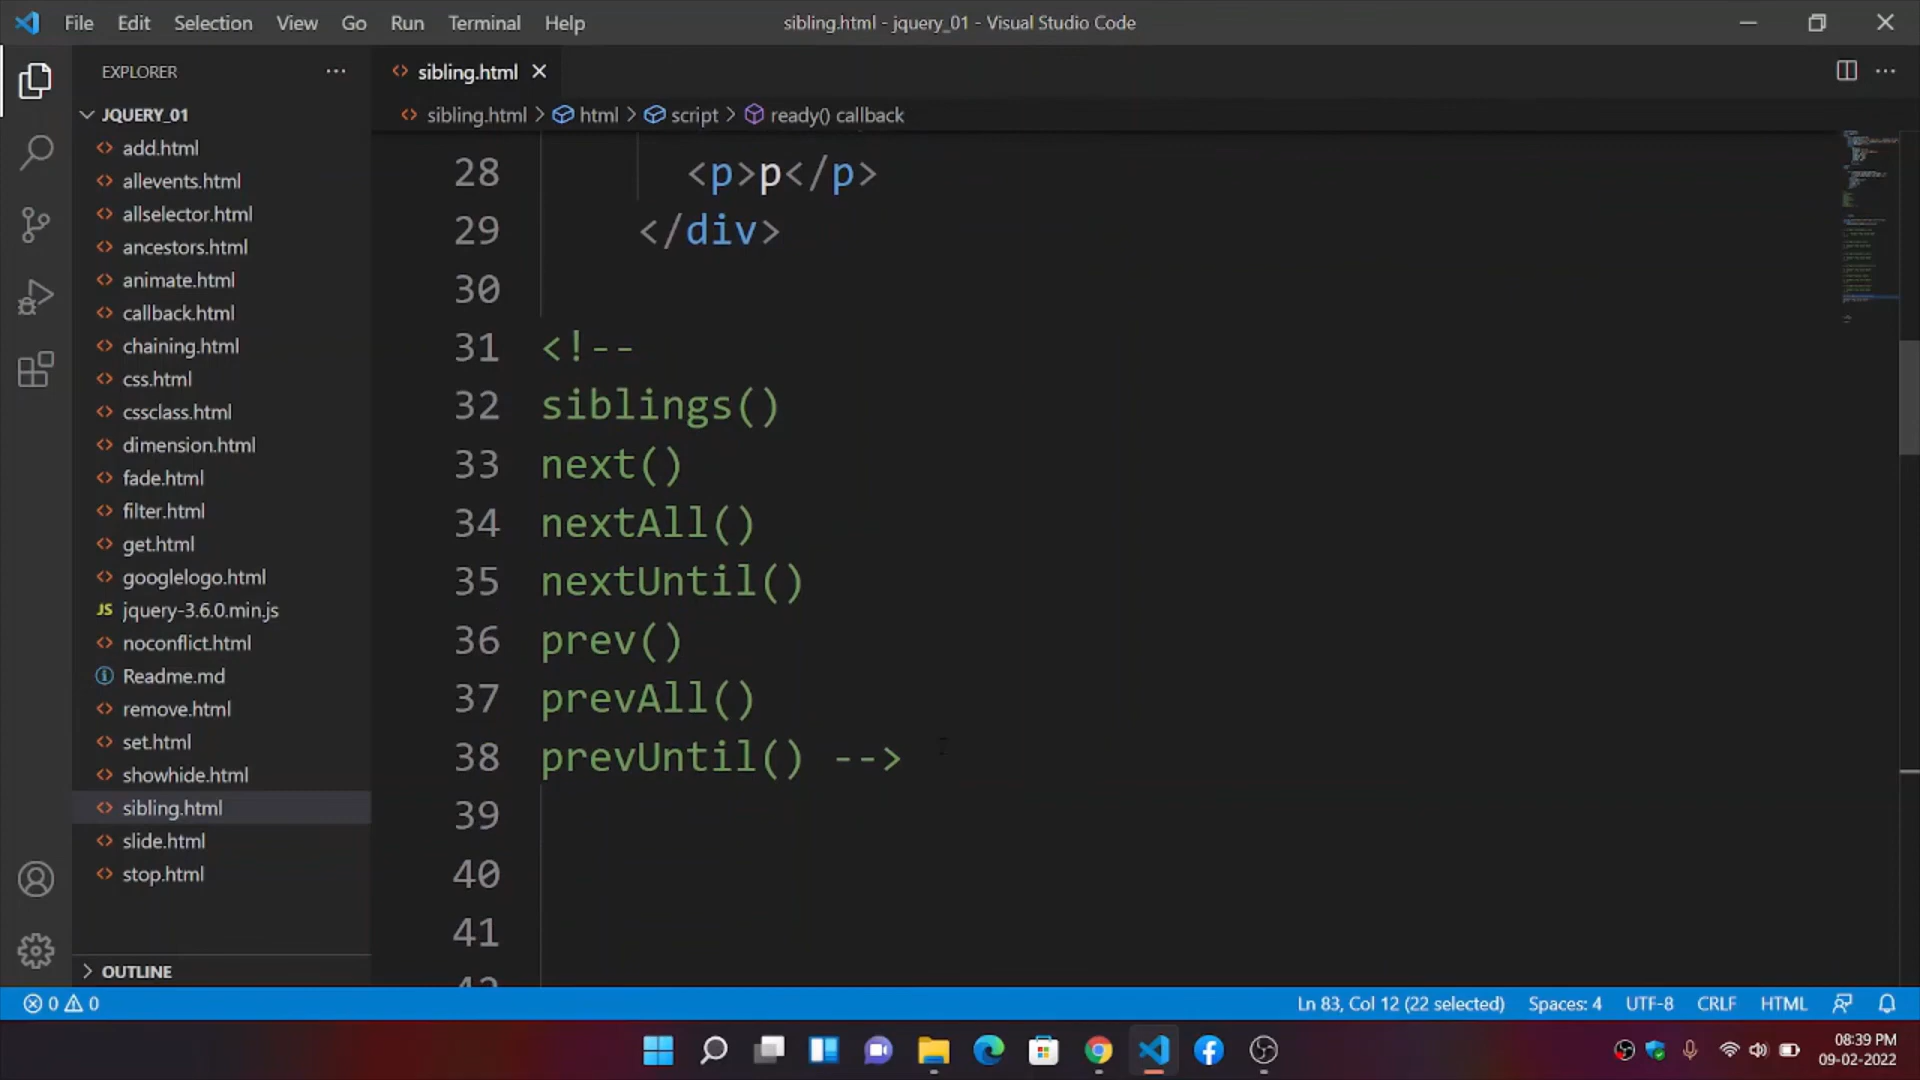 File Edit Selection View Go Run Terminal Help
sibling.html - jquery_01 - Visual Studio Code
EXPLORER
JQUERY_01
add.html
allevents.html
allselector.html
ancestors.html
animate.html
callback.html
chaining.html
css.html
cssclass.html
dimension.html
fade.html
filter.html
get.html
googlelogo.html
JS jquery-3.6.0.min.js
noconflict.html
Readme.md
remove.html
set.html
showhide.html
sibling.html
slide.html
stop.html
OUTLINE
sibling.html
sibling.html > html > script > ready() callback
28 <p>p</p>
29 </div>
30
31 <!--
32 siblings()
33 next()
34 nextAll()
35 nextUntil()
36 prev()
37 prevAll()
38 prevUntil() -->
39
40
41
0 0
Ln 83, Col 12 (22 selected) Spaces: 4 UTF-8 CRLF HTML
08:39 PM
09-02-2022